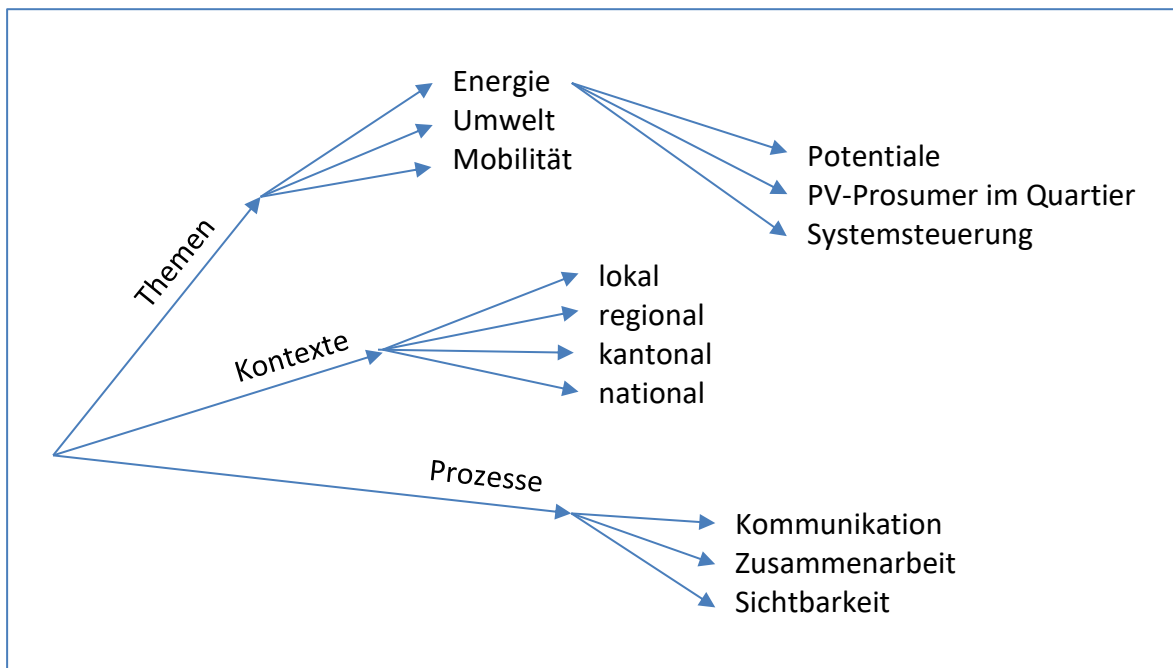 Themen
Energie
Umwelt
Mobilität
Potentiale
PV-Prosumer im Quartier
Systemsteuerung
Kontexte
lokal
regional
kantonal
national
Prozesse
Kommunikation
Zusammenarbeit
Sichtbarkeit